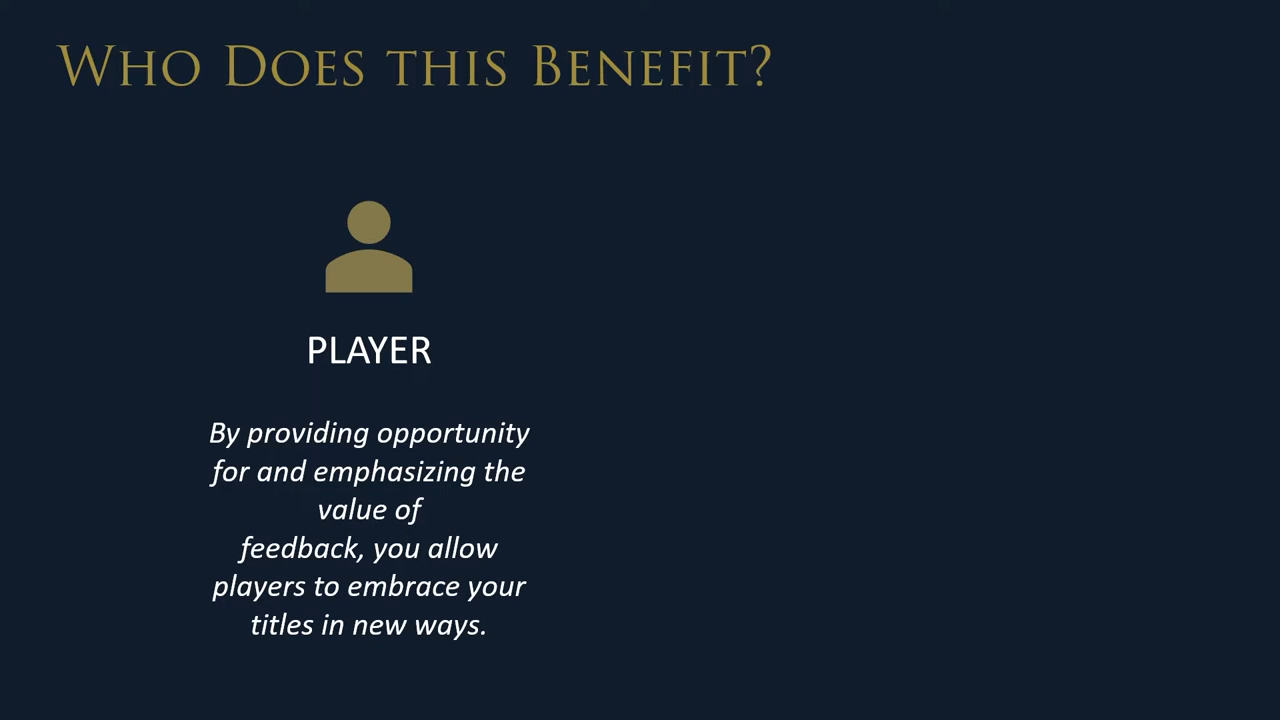 Who Does this Benefit?
PLAYER
By providing opportunity
for and emphasizing the
value of
feedback, you allow
players to embrace your
titles in new ways.